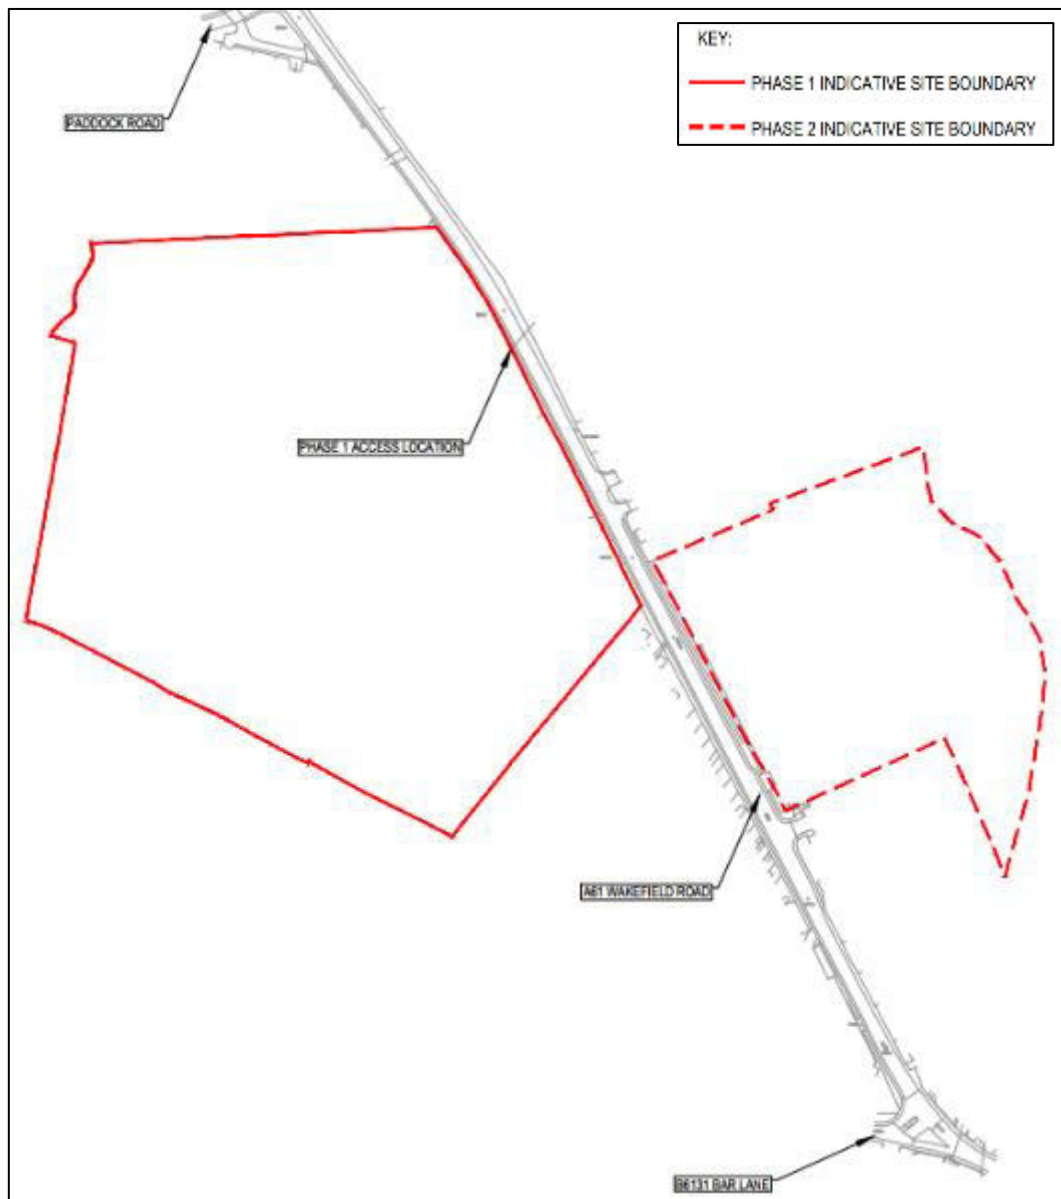 KEY:
PHASE 1 INDICATIVE SITE BOUNDARY
PHASE 2 INDICATIVE SITE BOUNDARY
PADDOCK ROAD
PHASE 1 ACCESS LOCATION
A61 WAKEFIELD ROAD
B6131 BAR LANE